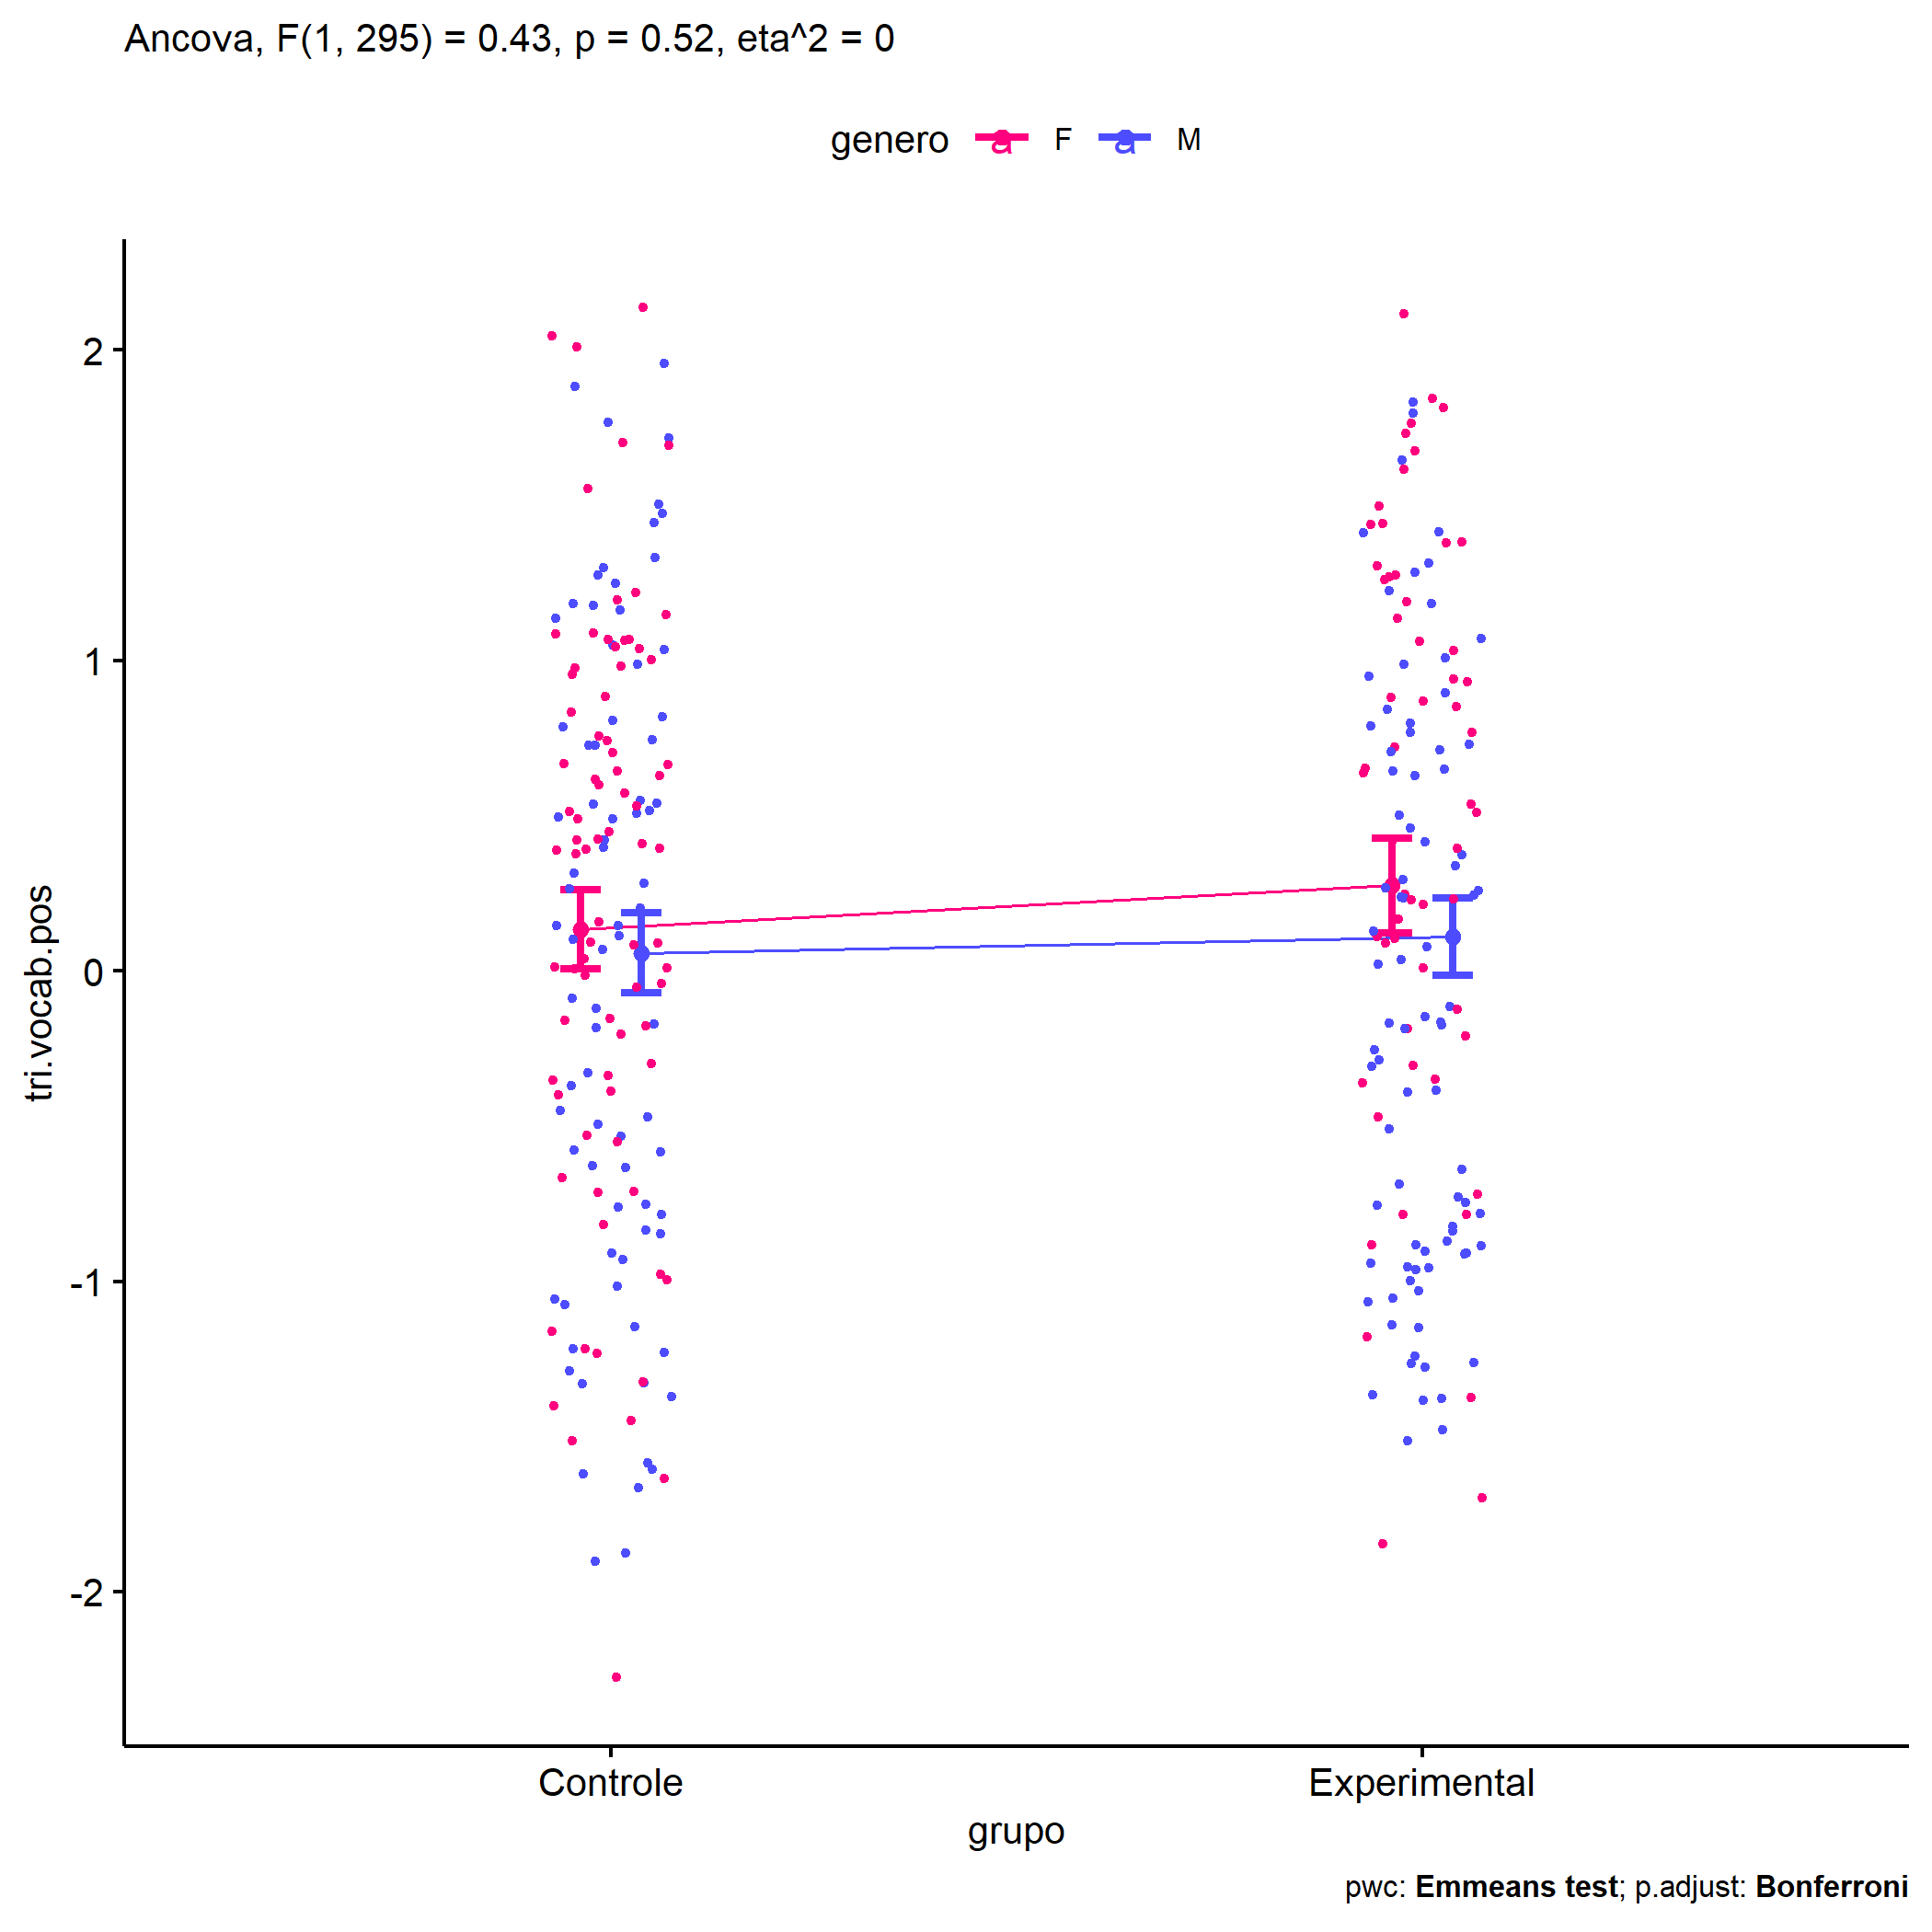 Ancova, F(1, 295) = 0.43, p = 0.52, eta^2 = 0
genero a F a M
2
1
0
-1
-2
tri.vocab.pos
Controle Experimental
grupo
pwc: Emmeans test; p.adjust: Bonferroni